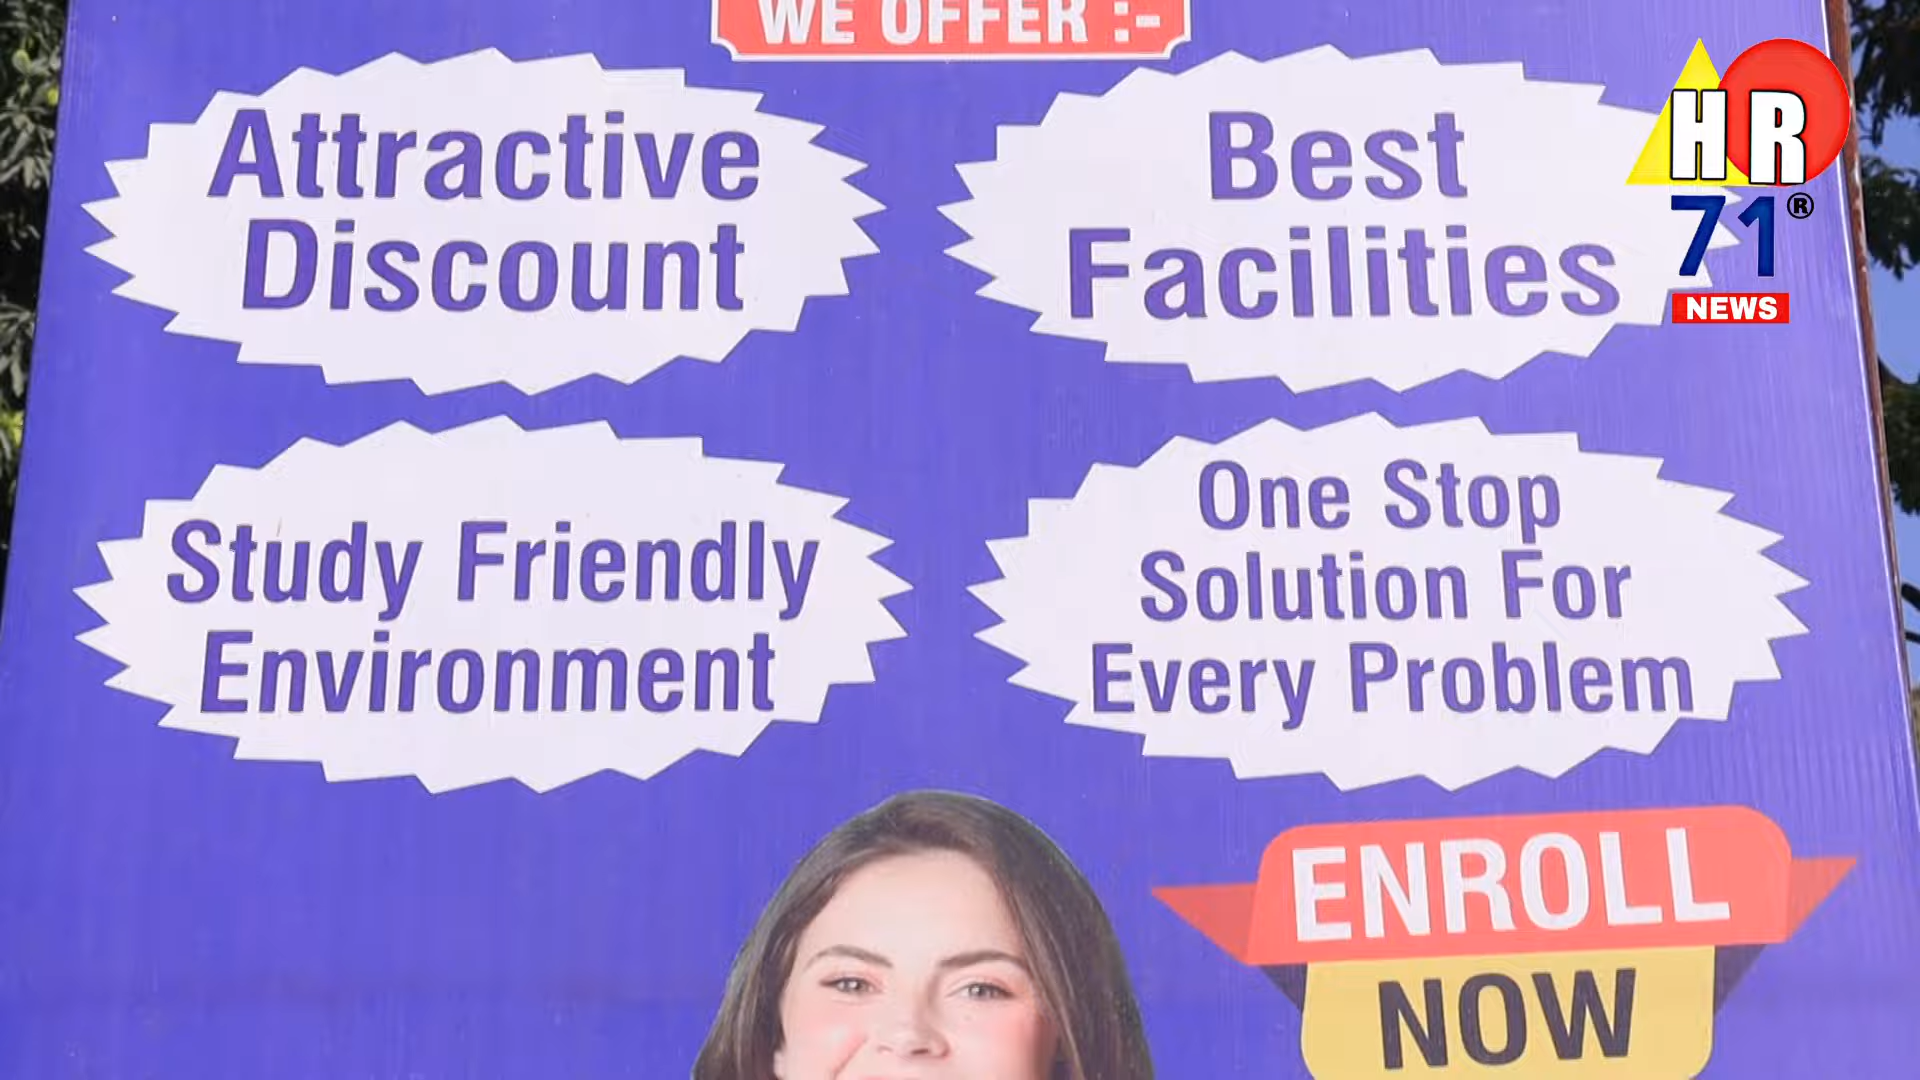 WE OFFER :-
Attractive
Discount
Best
Facilities
HR
71®
NEWS
Study Friendly
Environment
One Stop
Solution For
Every Problem
ENROLL
NOW